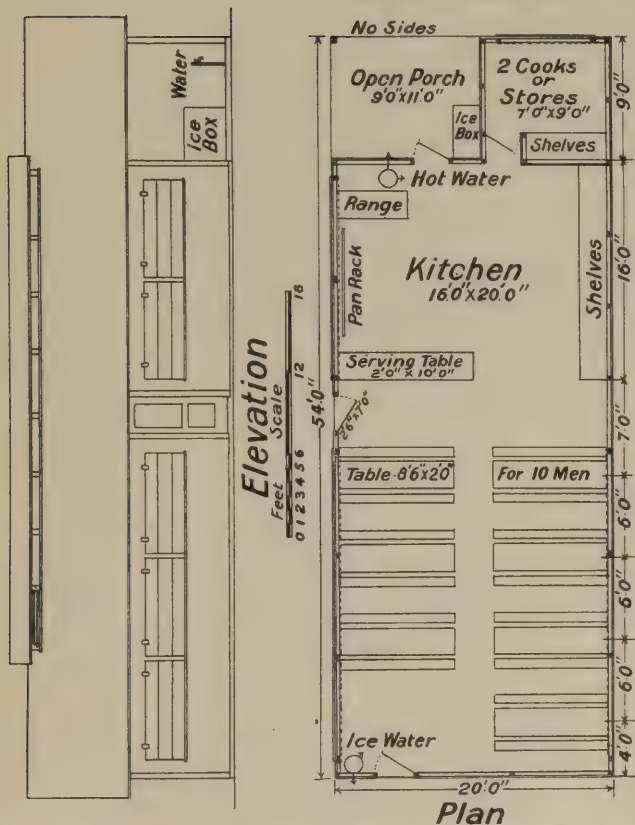 Water
Ice
Box
Elevation
Scale
Feet
0 1 2 3 4 5 6 12 18
No Sides
Open Porch
9'0"X11'0"
Ice
Box
2 Cooks
or
Stores
7'0"X9'0"
Shelves
9'0"
Hot Water
Range
Pan Rack
Kitchen
16'0"X20'0"
Shelves
16'0"
Serving Table
2'0" X 10'0"
54'0"
2'6"X7'0"
7'0"
Table-8'6"X2'0"
For 10 Men
6'0"
6'0"
6'0"
4'0"
Ice Water
20'0"
Plan